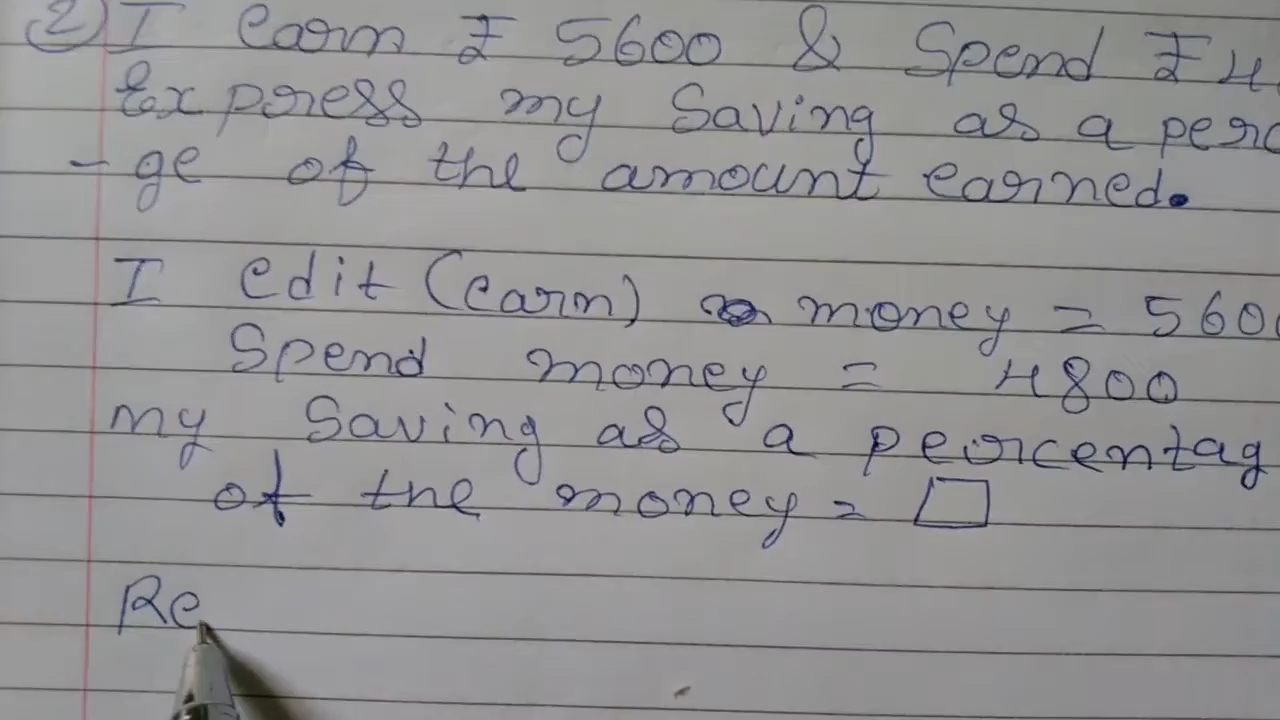 ② I earn ₹ 5600 & Spend ₹ 4
Express my Saving as a perc
-ge of the amount earned.
I edit (earn) money = 560
Spend money = 4800
my Saving as a percentag
of the money = □
Re